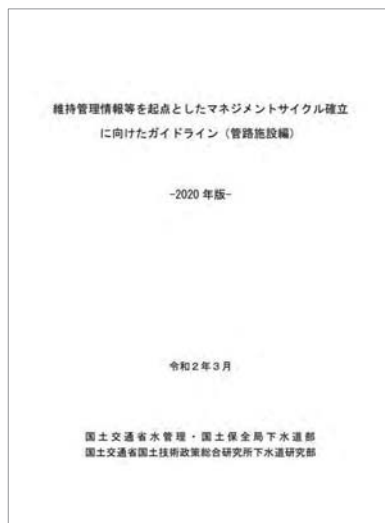 維持管理情報等を起点としたマネジメントサイクル確立
に向けたガイドライン（管路施設編）
-2020 年版-
令和２年３月
国土交通省水管理・国土保全局下水道部
国土交通省国土技術政策総合研究所下水道研究部